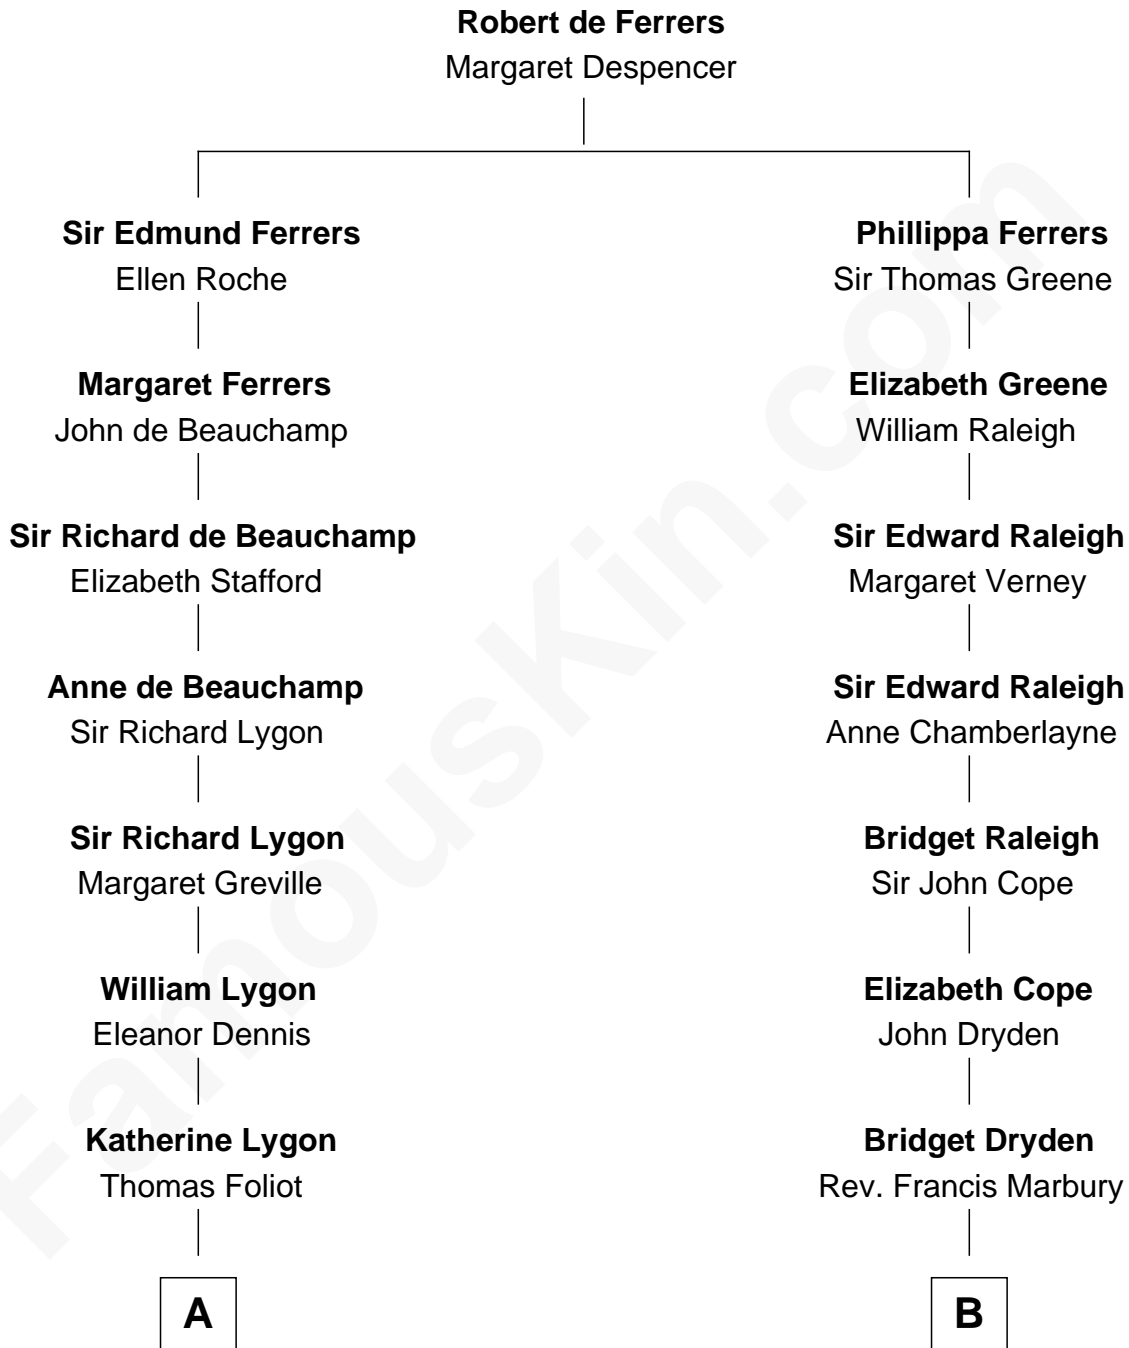 Robert de Ferrers
Margaret Despencer
Sir Edmund Ferrers
Ellen Roche
Phillippa Ferrers
Sir Thomas Greene
Margaret Ferrers
John de Beauchamp
Elizabeth Greene
William Raleigh
Sir Richard de Beauchamp
Elizabeth Stafford
Sir Edward Raleigh
Margaret Verney
Anne de Beauchamp
Sir Richard Lygon
Sir Edward Raleigh
Anne Chamberlayne
Sir Richard Lygon
Margaret Greville
Bridget Raleigh
Sir John Cope
William Lygon
Eleanor Dennis
Elizabeth Cope
John Dryden
Katherine Lygon
Thomas Foliot
Bridget Dryden
Rev. Francis Marbury
A
B
FamousKin.com